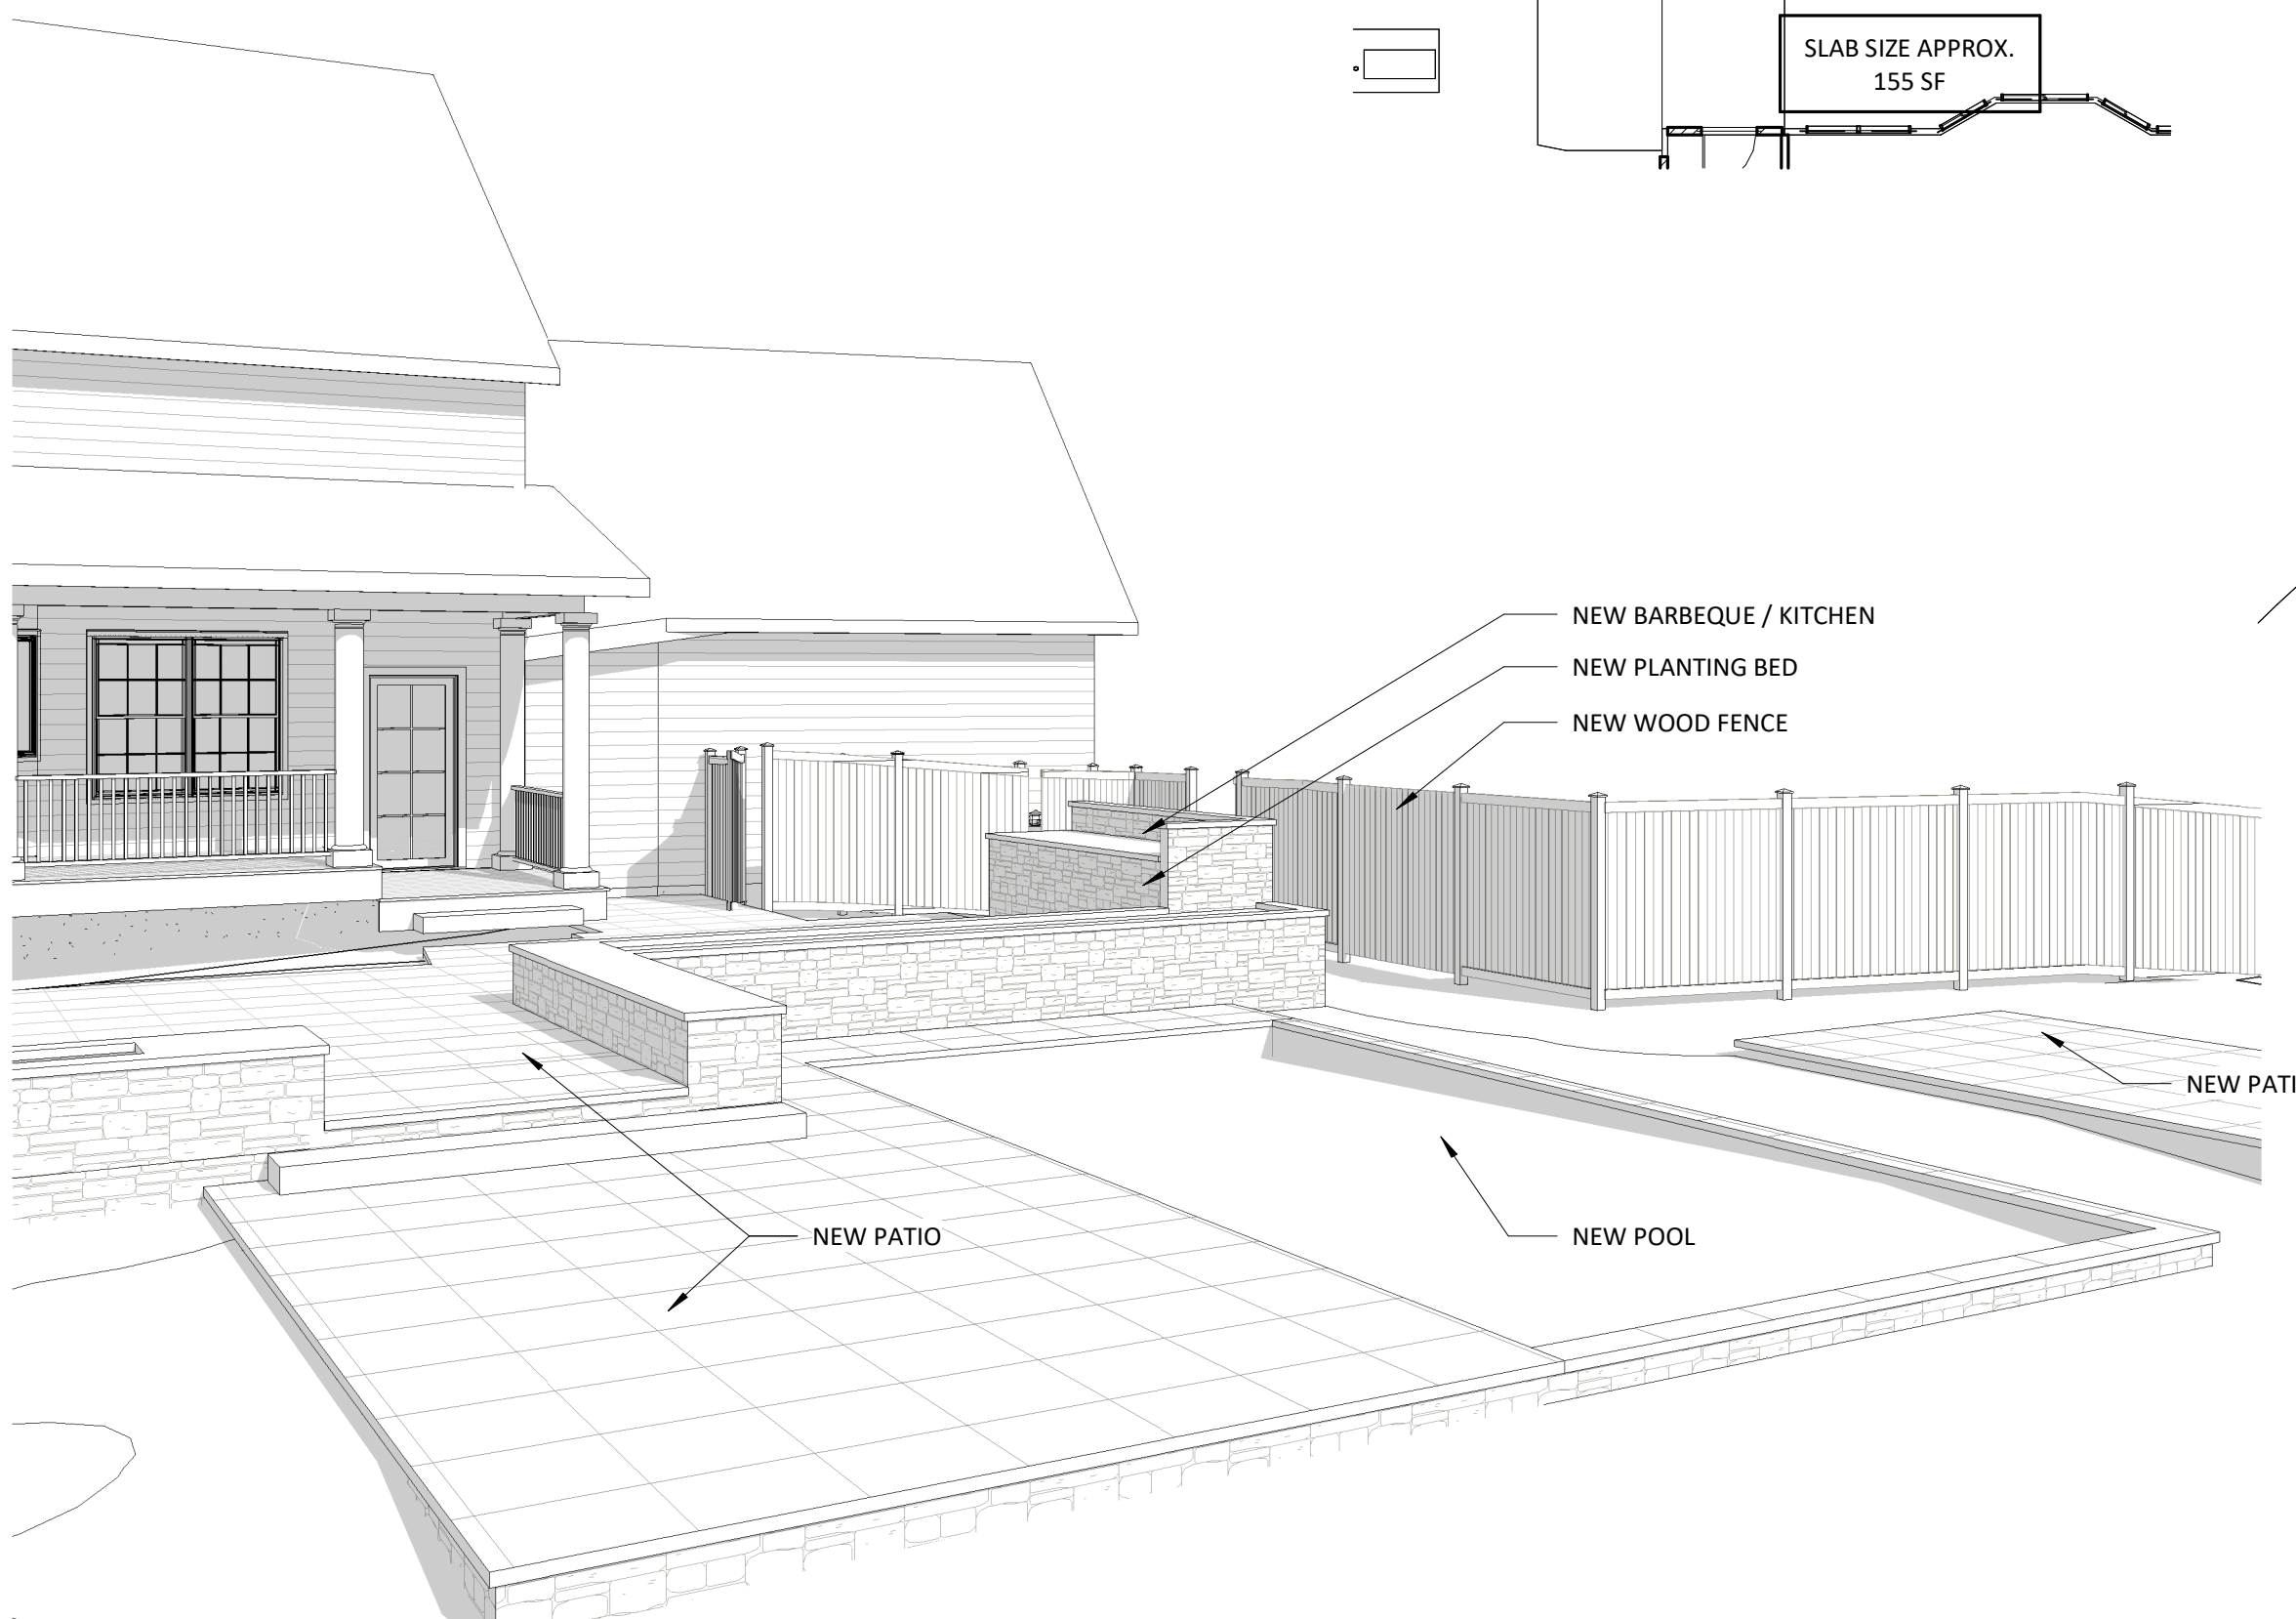 SLAB SIZE APPROX.
155 SF
NEW BARBEQUE / KITCHEN
NEW PLANTING BED
NEW WOOD FENCE
NEW PATI
NEW PATIO
NEW POOL